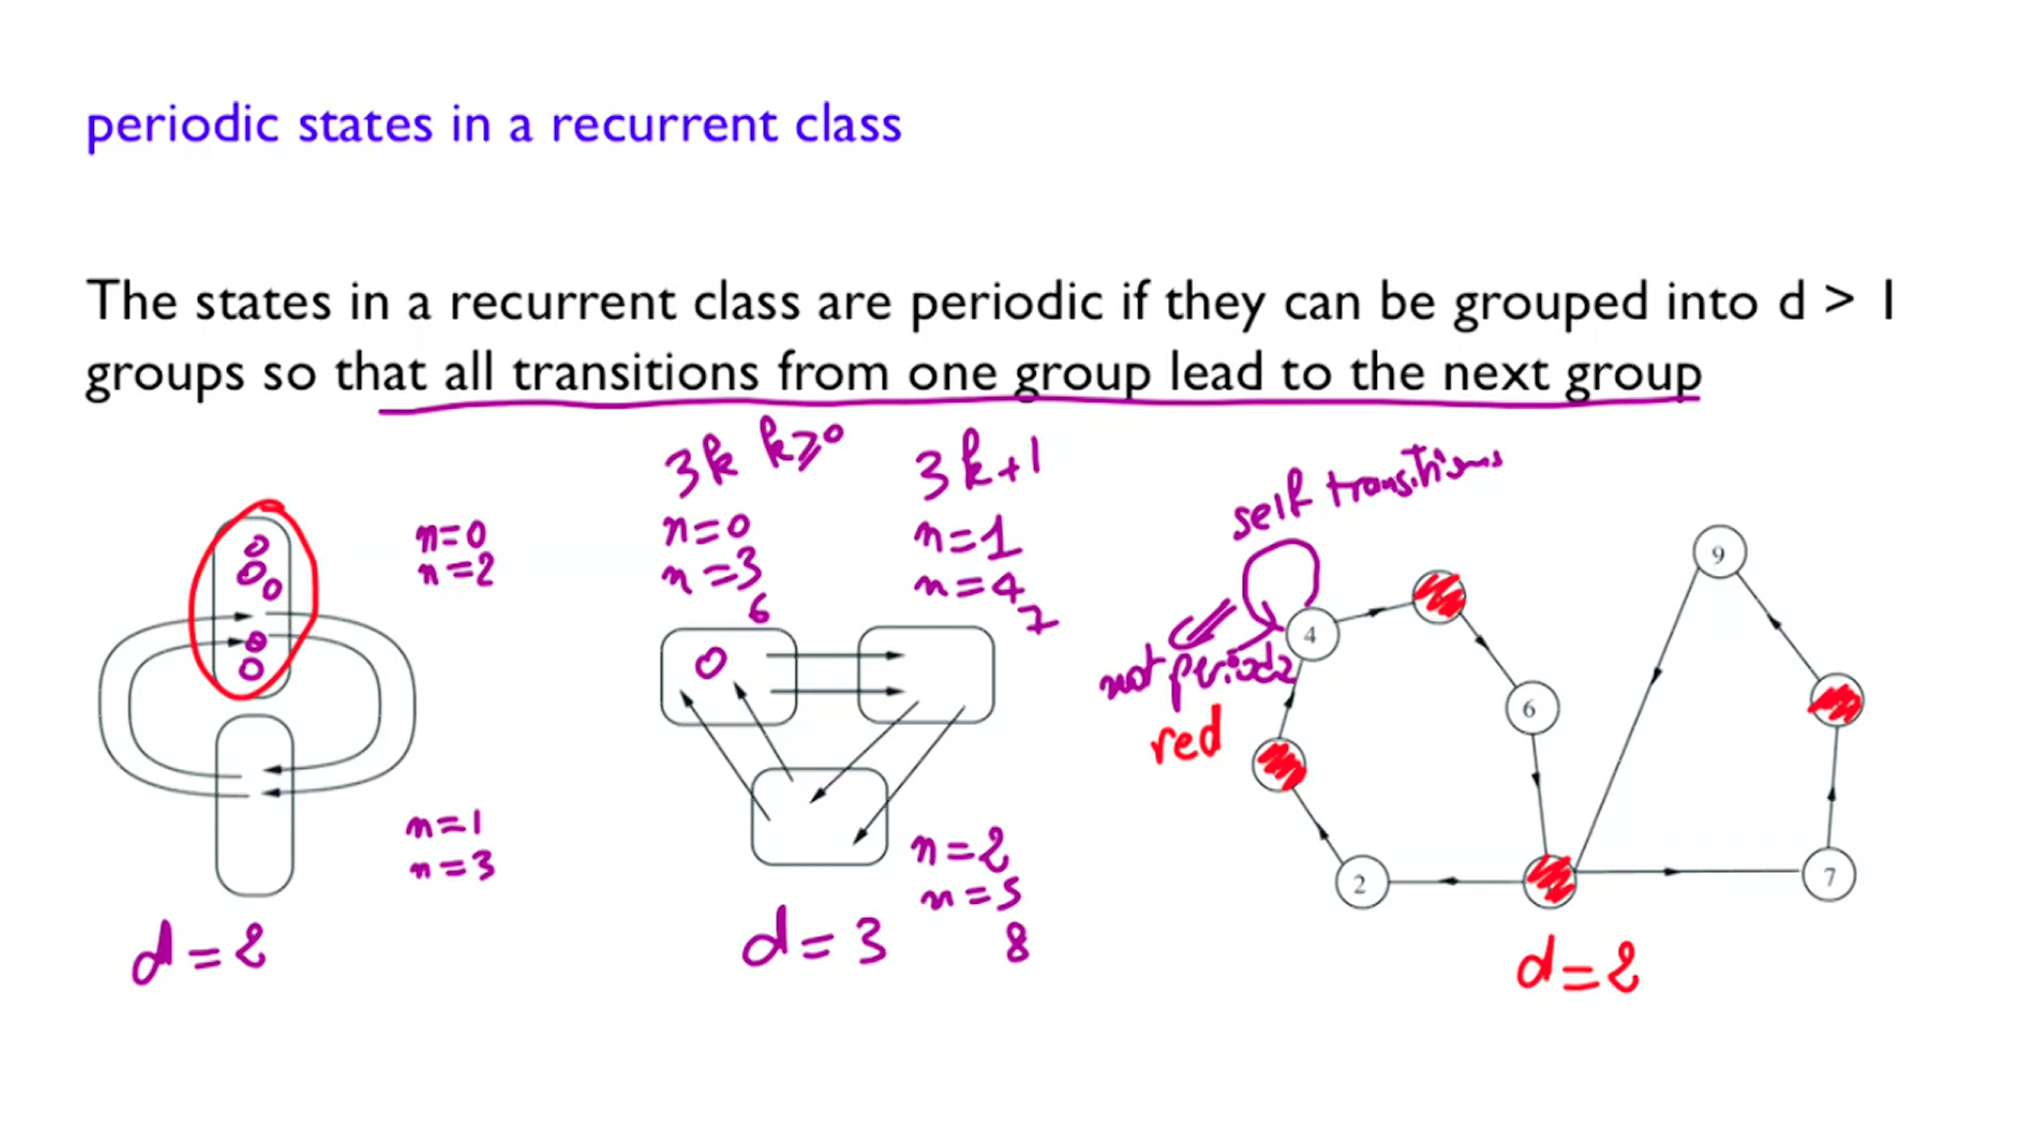 periodic states in a recurrent class
The states in a recurrent class are periodic if they can be grouped into d > 1
groups so that all transitions from one group lead to the next group
n=0
n=2
n=1
n=3
d=2
3k k≥0
n=0
n=3
6
3k+1
n=1
n=4
7
n=2
n=5
8
d=3
self transitions
not periodic
red
4
6
2
7
9
d=2